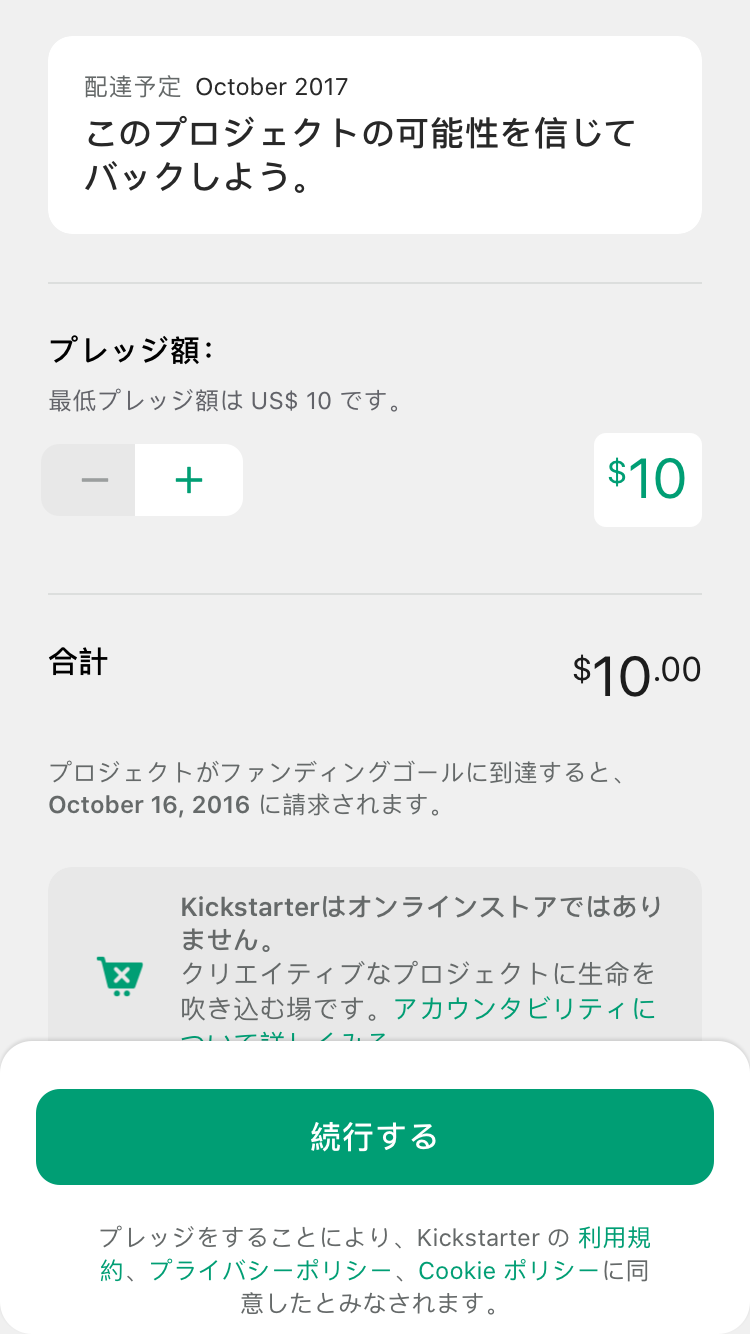 配達予定 October 2017
このプロジェクトの可能性を信じて
バックしよう。
プレッジ額:
最低プレッジ額は US$ 10 です。
− +
$10
合計
$10.00
プロジェクトがファンディングゴールに到達すると、
October 16, 2016 に請求されます。
Kickstarterはオンラインストアではあり
ません。
クリエイティブなプロジェクトに生命を
吹き込む場です。アカウンタビリティに
ついて詳しくみる
続行する
プレッジをすることにより、Kickstarter の 利用規
約、プライバシーポリシー、Cookie ポリシーに同
意したとみなされます。